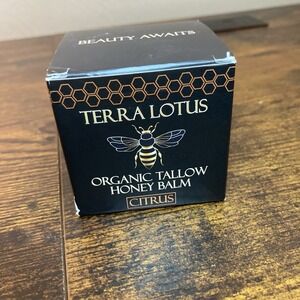 BEAUTY AWAITS
TERRA LOTUS
ORGANIC TALLOW
HONEY BALM
CITRUS